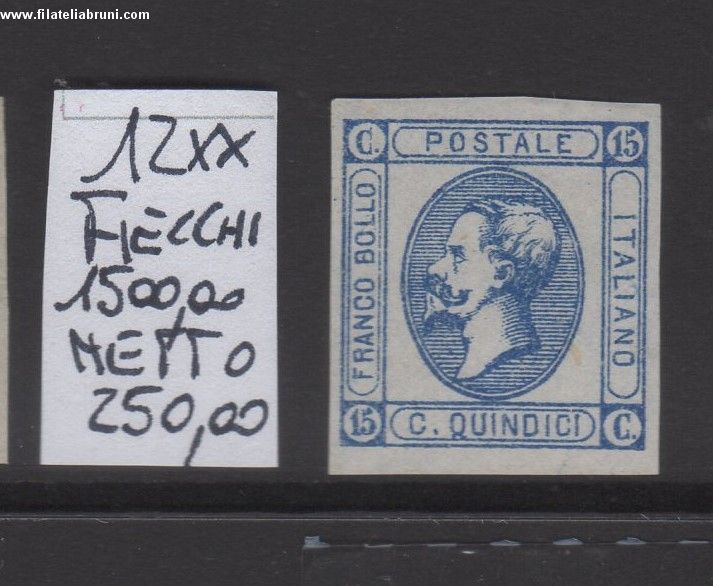 www.filateliabruni.com
12xx
FIECCHI
1500,00
NETTO
250,00
C. POSTALE 15
FRANCO BOLLO
ITALIANO
15 C. QUINDICI C.